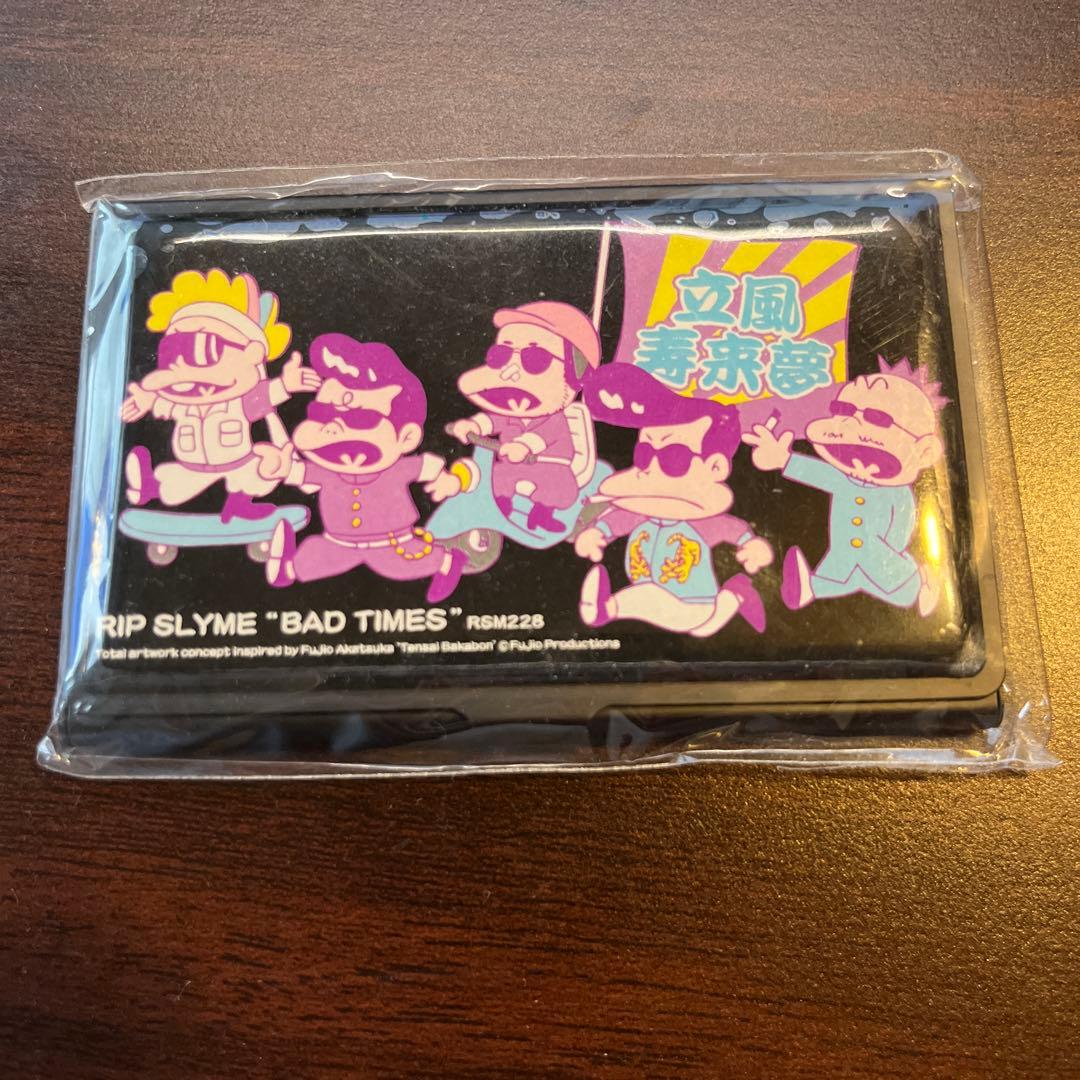 立風
寿来夢
RIP SLYME "BAD TIMES" RSM228
Total artwork concept inspired by Fujio Akatsuka 'Tensai Bakabon' © Fujio Productions